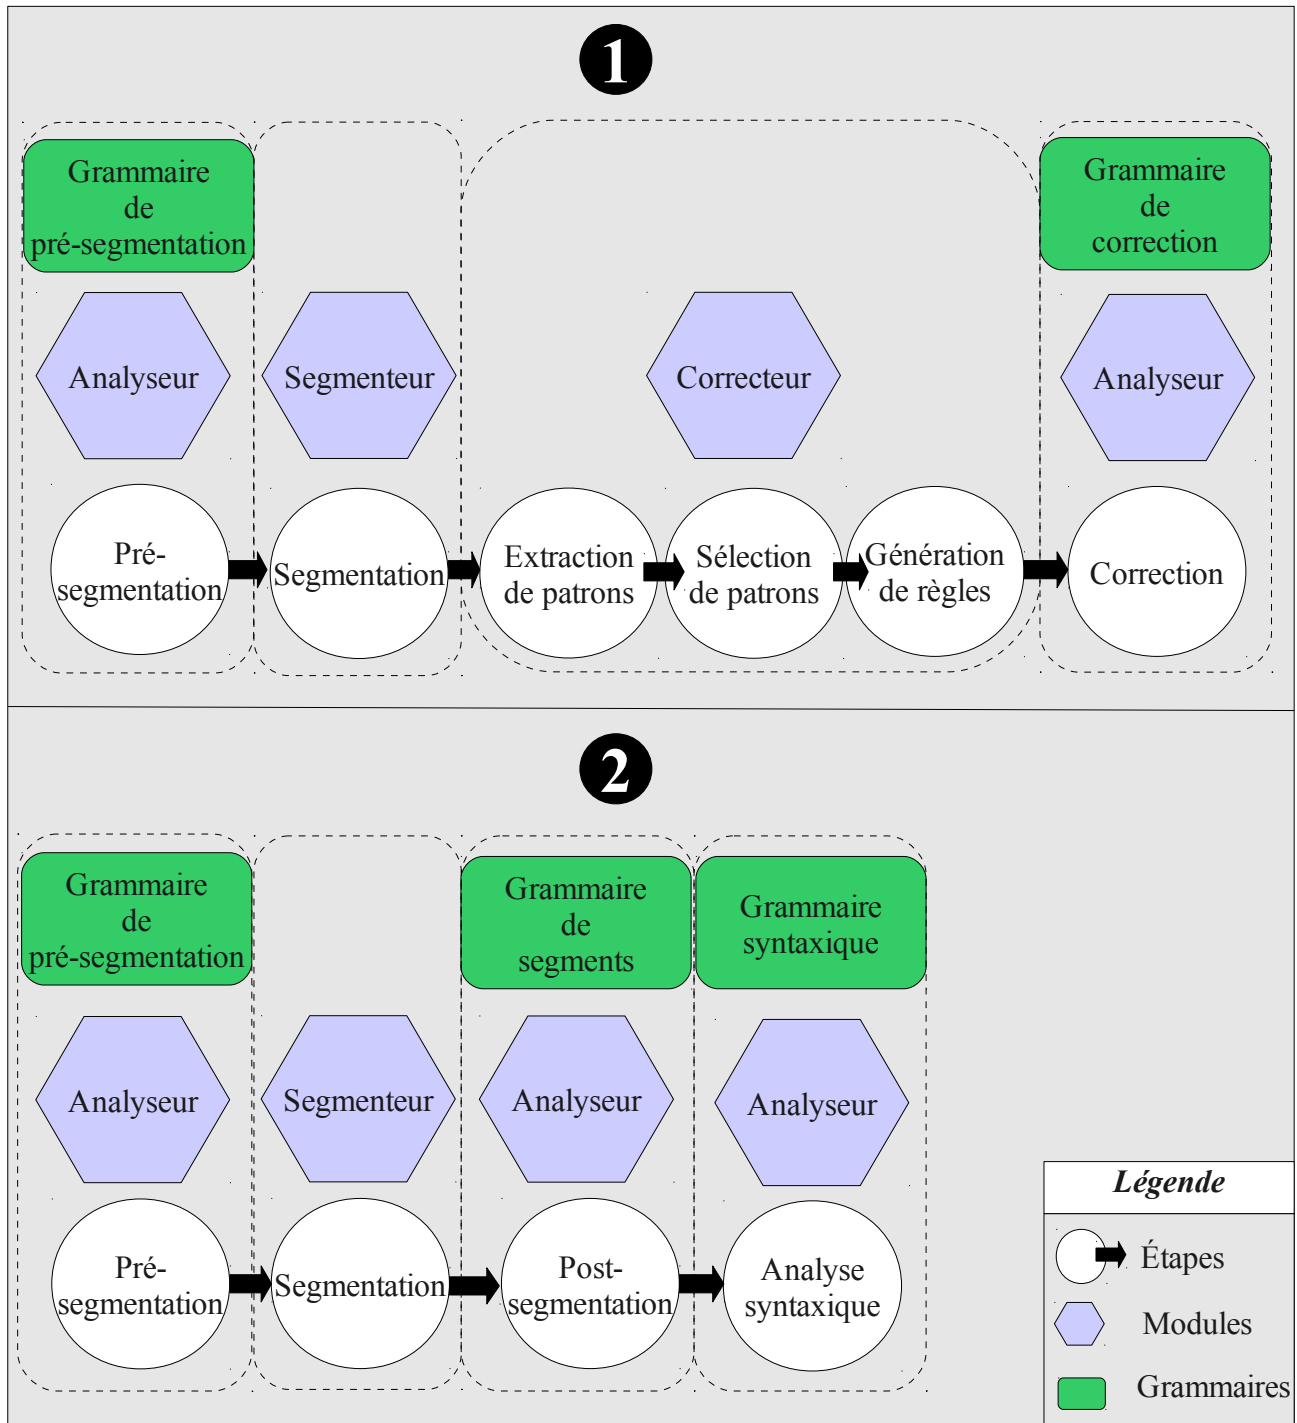 1
Grammaire
de
pré-segmentation
Grammaire
de
correction
Analyseur
Segmenteur
Correcteur
Analyseur
Pré-
segmentation
Segmentation
Extraction
de patrons
Sélection
de patrons
Génération
de règles
Correction
2
Grammaire
de
pré-segmentation
Grammaire
de
segments
Grammaire
syntaxique
Analyseur
Segmenteur
Analyseur
Analyseur
Pré-
segmentation
Segmentation
Post-
segmentation
Analyse
syntaxique
Légende
Étapes
Modules
Grammaires